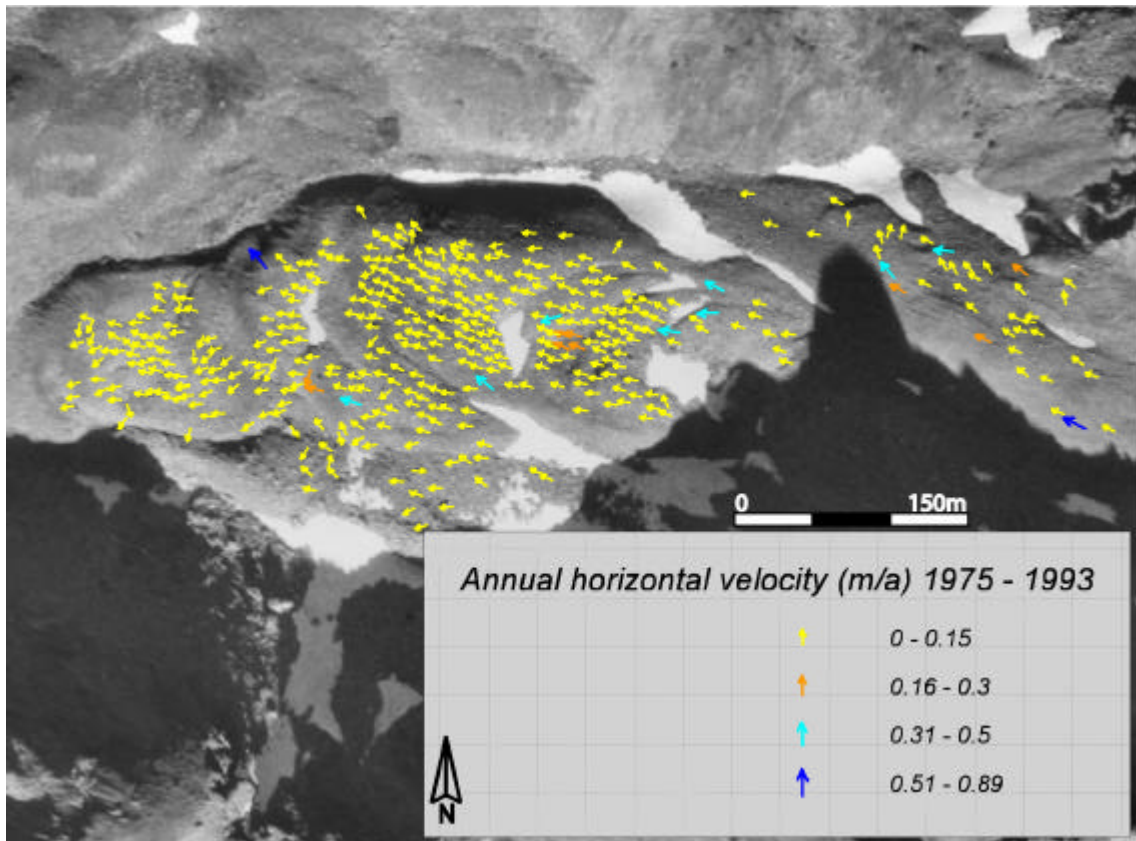 0 150m
Annual horizontal velocity (m/a) 1975 - 1993
0 - 0.15
0.16 - 0.3
0.31 - 0.5
0.51 - 0.89
N